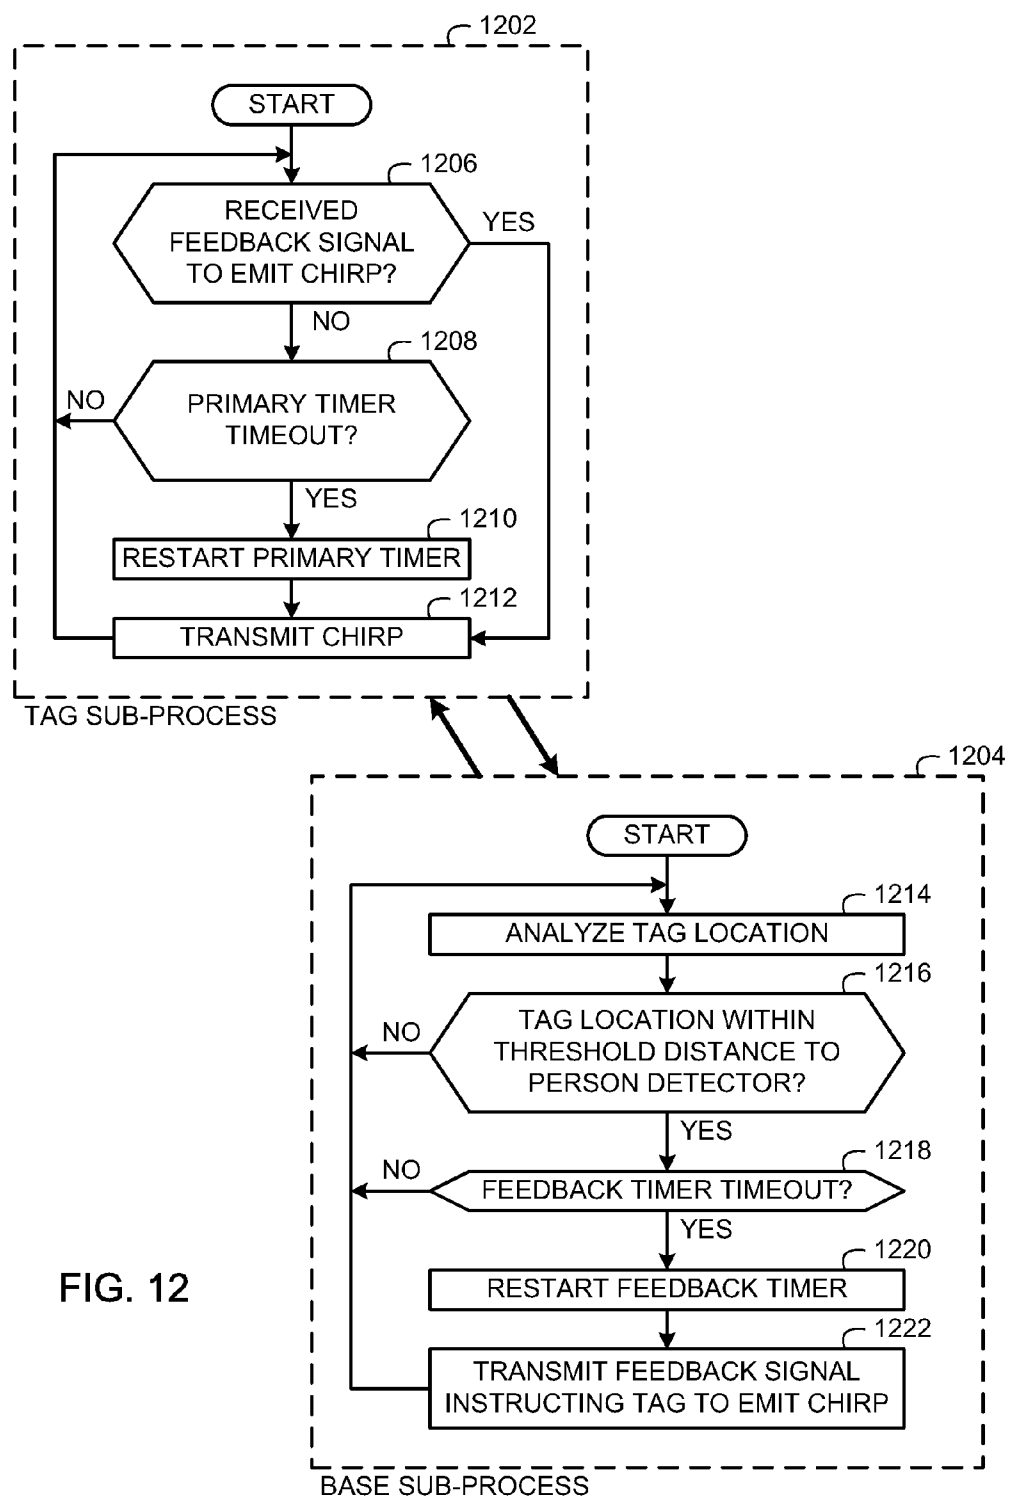 1202
START
1206
RECEIVED
FEEDBACK SIGNAL
TO EMIT CHIRP?
YES
NO
1208
PRIMARY TIMER
TIMEOUT?
NO
YES
1210
RESTART PRIMARY TIMER
1212
TRANSMIT CHIRP
TAG SUB-PROCESS
1204
START
1214
ANALYZE TAG LOCATION
1216
TAG LOCATION WITHIN
THRESHOLD DISTANCE TO
PERSON DETECTOR?
NO
YES
1218
FEEDBACK TIMER TIMEOUT?
NO
YES
1220
RESTART FEEDBACK TIMER
1222
TRANSMIT FEEDBACK SIGNAL
INSTRUCTING TAG TO EMIT CHIRP
BASE SUB-PROCESS
FIG. 12